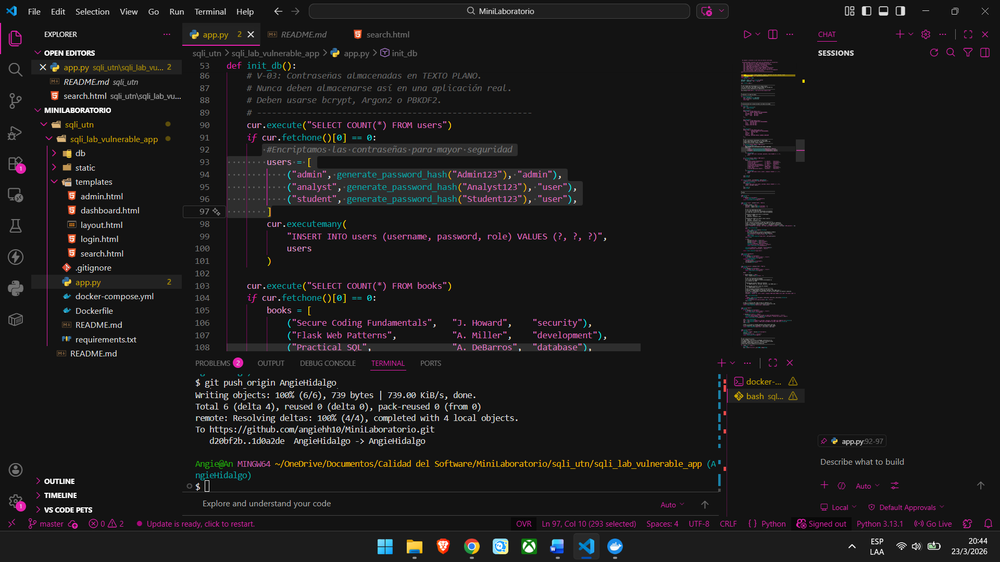 File Edit Selection View Go Run Terminal Help
MiniLaboratorio
EXPLORER
OPEN EDITORS
app.py sqli_utn\sqli_lab_vu... 2
README.md sqli_utn
search.html sqli_utn\sqli_lab_vu...
MINILABORATORIO
sqli_utn
sqli_lab_vulnerable_app
db
static
templates
admin.html
dashboard.html
layout.html
login.html
search.html
.gitignore
app.py 2
docker-compose.yml
Dockerfile
README.md
requirements.txt
README.md
OUTLINE
TIMELINE
VS CODE PETS
1
1
app.py 2
README.md
search.html
sqli_utn > sqli_lab_vulnerable_app > app.py > init_db
53 def init_db():
86 # V-03: Contraseñas almacenadas en TEXTO PLANO.
87 # Nunca deben almacenarse así en una aplicación real.
88 # Deben usarse bcrypt, Argon2 o PBKDF2.
89 # -------------------------------------------------------
90 cur.execute("SELECT COUNT(*) FROM users")
91 if cur.fetchone()[0] == 0:
92 #Encriptamos las contraseñas para mayor seguridad
93 users = [
94 ("admin", generate_password_hash("Admin123"), "admin"),
95 ("analyst", generate_password_hash("Analyst123"), "user"),
96 ("student", generate_password_hash("Student123"), "user"),
97 ]
98 cur.executemany(
99 "INSERT INTO users (username, password, role) VALUES (?, ?, ?)",
100 users
101 )
102
103 cur.execute("SELECT COUNT(*) FROM books")
104 if cur.fetchone()[0] == 0:
105 books = [
106 ("Secure Coding Fundamentals", "J. Howard", "security"),
107 ("Flask Web Patterns", "A. Miller", "development"),
108 ("Practical SQL", "A. DeBarros", "database"),
PROBLEMS 2 OUTPUT DEBUG CONSOLE TERMINAL PORTS
$ git push origin AngieHidalgo
Writing objects: 100% (6/6), 739 bytes | 739.00 KiB/s, done.
Total 6 (delta 4), reused 0 (delta 0), pack-reused 0 (from 0)
remote: Resolving deltas: 100% (4/4), completed with 4 local objects.
To https://github.com/angiehh10/MiniLaboratorio.git
d20bf2b..1d0a2de AngieHidalgo -> AngieHidalgo
Angie@An MINGW64 ~/OneDrive/Documentos/Calidad del Software/MiniLaboratorio/sqli_utn/sqli_lab_vulnerable_app (A
ngieHidalgo)
$
docker-...
bash sql...
Explore and understand your code
Auto
CHAT
SESSIONS
app.py:92-97
Describe what to build
Auto
Local Default Approvals
master 0 2 Update is ready, click to restart. OVR Ln 97, Col 10 (293 selected) Spaces: 4 UTF-8 CRLF { } Python Signed out Python 3.13.1 Go Live
ESP
LAA
20:44
23/3/2026